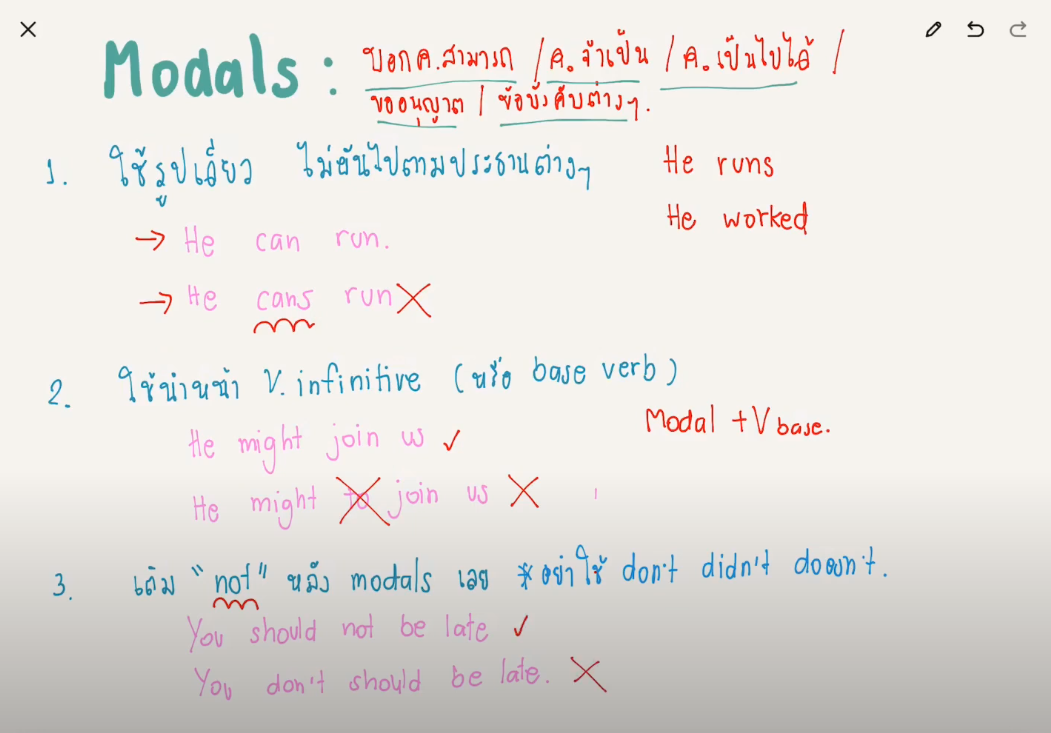 Modals : บอกค.สามารถ / ค.จำเป็น / ค.เป็นไปได้ /
ขออนุญาต / ข้อบังคับต่างๆ.
1. ใช้รูปเดียว ไม่ผันไปตามประธานต่างๆ
He runs
He worked
→ He can run.
→ He cans run
2. ใช้นำหน้า V. infinitive (หรือ base verb)
Modal + V base.
He might join us ✓
He might to join us
3. เติม "not" หลัง modals เลย *อย่าใช้ don't didn't doesn't.
You should not be late ✓
You don't should be late.